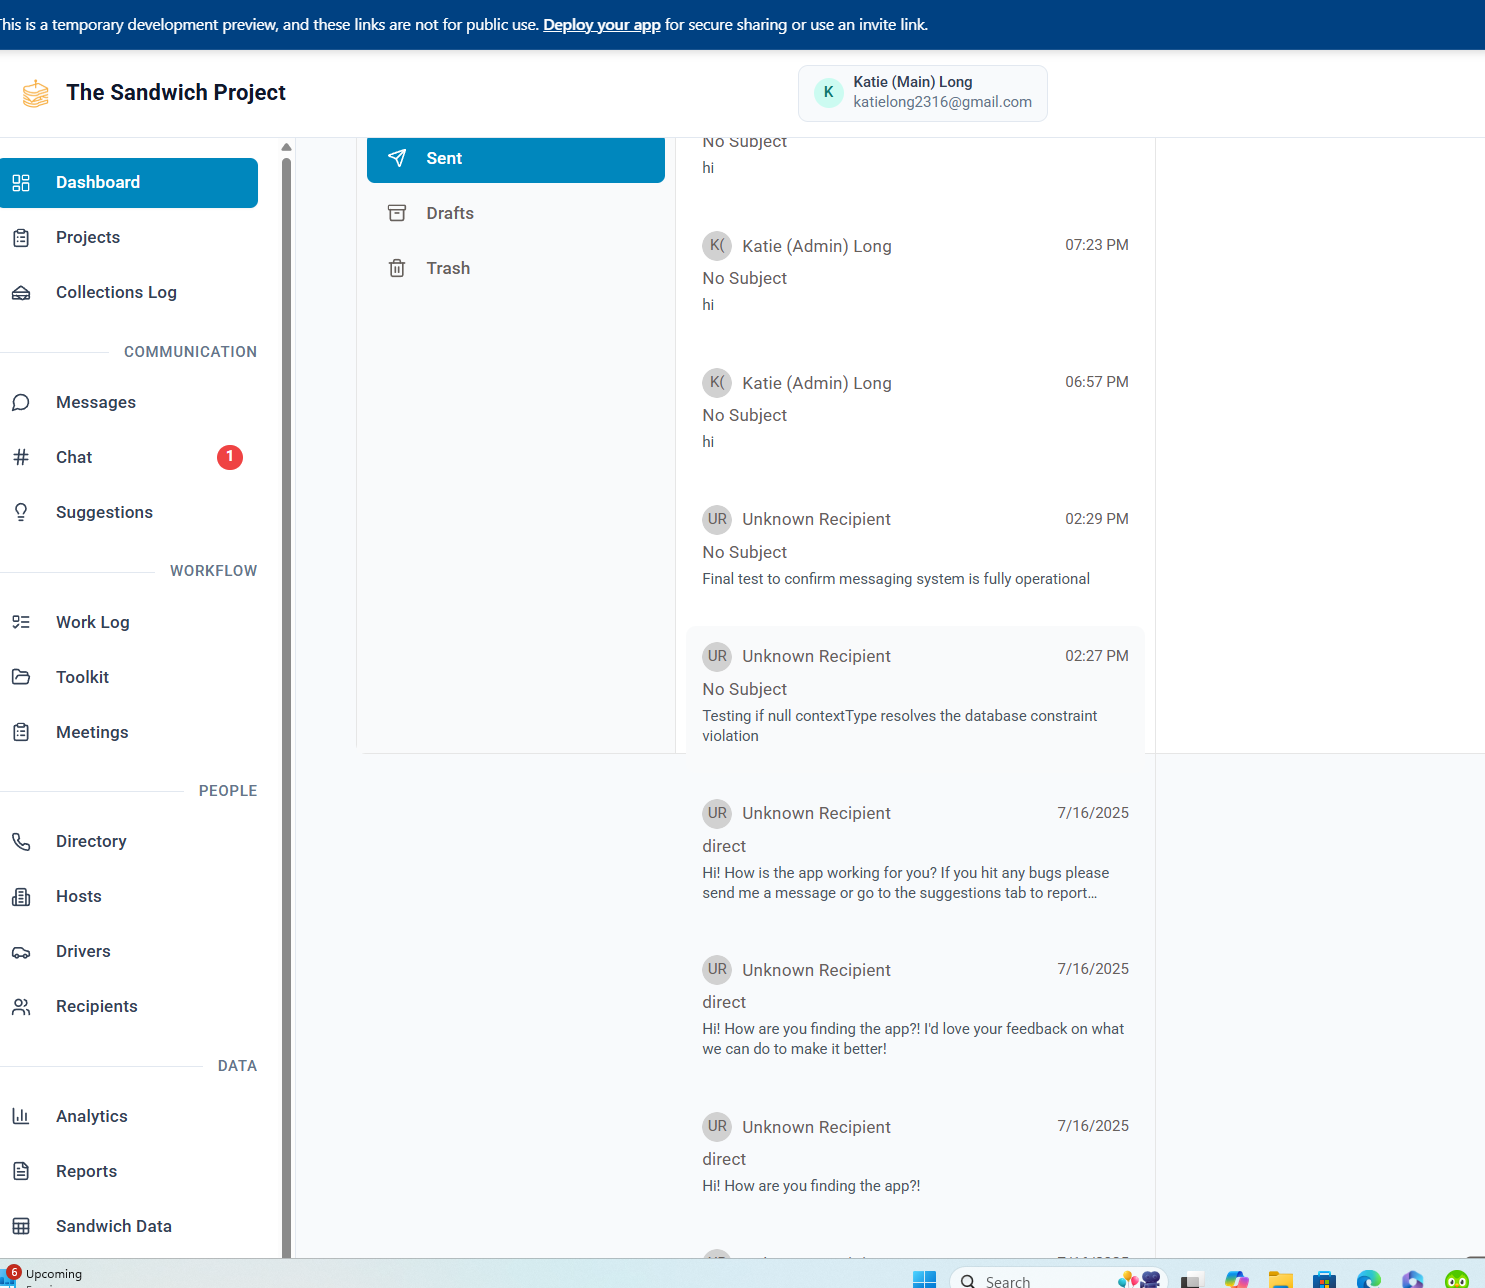 his is a temporary development preview, and these links are not for public use. Deploy your app for secure sharing or use an invite link.
The Sandwich Project
K
Katie (Main) Long
katielong2316@gmail.com
Dashboard
Projects
Collections Log
COMMUNICATION
Messages
Chat
1
Suggestions
WORKFLOW
Work Log
Toolkit
Meetings
PEOPLE
Directory
Hosts
Drivers
Recipients
DATA
Analytics
Reports
Sandwich Data
Sent
Drafts
Trash
No Subject
hi
K( Katie (Admin) Long 07:23 PM
No Subject
hi
K( Katie (Admin) Long 06:57 PM
No Subject
hi
UR Unknown Recipient 02:29 PM
No Subject
Final test to confirm messaging system is fully operational
UR Unknown Recipient 02:27 PM
No Subject
Testing if null contextType resolves the database constraint
violation
UR Unknown Recipient 7/16/2025
direct
Hi! How is the app working for you? If you hit any bugs please
send me a message or go to the suggestions tab to report...
UR Unknown Recipient 7/16/2025
direct
Hi! How are you finding the app?! I'd love your feedback on what
we can do to make it better!
UR Unknown Recipient 7/16/2025
direct
Hi! How are you finding the app?!
6
Upcoming
Search